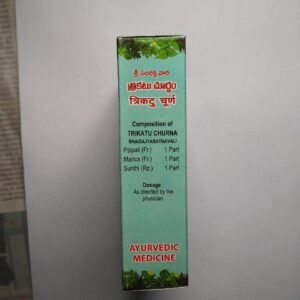 శ్రీ సంరక్ష వారి
త్రికటు చూర్ణం
त्रिकटु चूर्ण
Composition of
TRIKATU CHURNA
BHAISAJYARATNAVALI
Pippali (Fr.) 1 Part
Marica (Fr.) 1 Part
Sunthi (Rz.) 1 Part
Dosage :
As directed by the
physician.
AYURVEDIC
MEDICINE